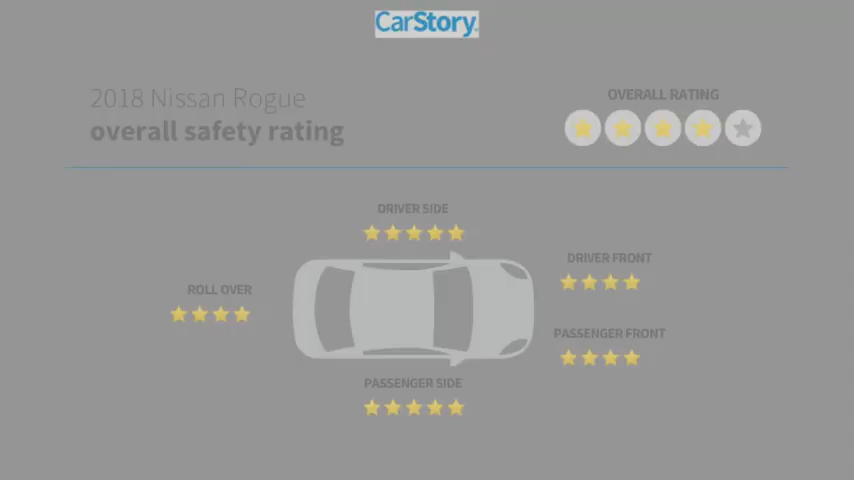 CarStory
2018 Nissan Rogue
overall safety rating
OVERALL RATING
DRIVER SIDE
DRIVER FRONT
ROLL OVER
PASSENGER FRONT
PASSENGER SIDE